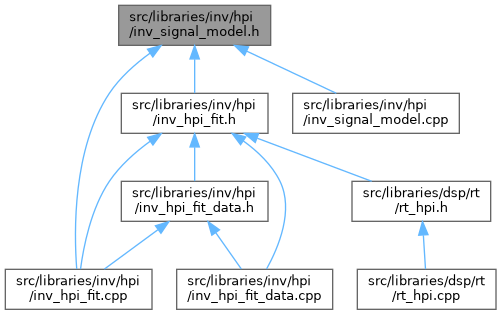 src/libraries/inv/hpi
/inv_signal_model.h
src/libraries/inv/hpi
/inv_hpi_fit.h
src/libraries/inv/hpi
/inv_signal_model.cpp
src/libraries/inv/hpi
/inv_hpi_fit_data.h
src/libraries/dsp/rt
/rt_hpi.h
src/libraries/inv/hpi
/inv_hpi_fit.cpp
src/libraries/inv/hpi
/inv_hpi_fit_data.cpp
src/libraries/dsp/rt
/rt_hpi.cpp